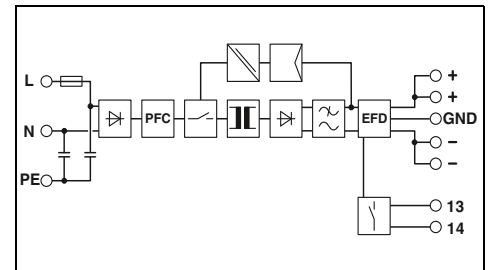 L
+
+
N
PFC
EFD
GND
–
–
PE
13
14